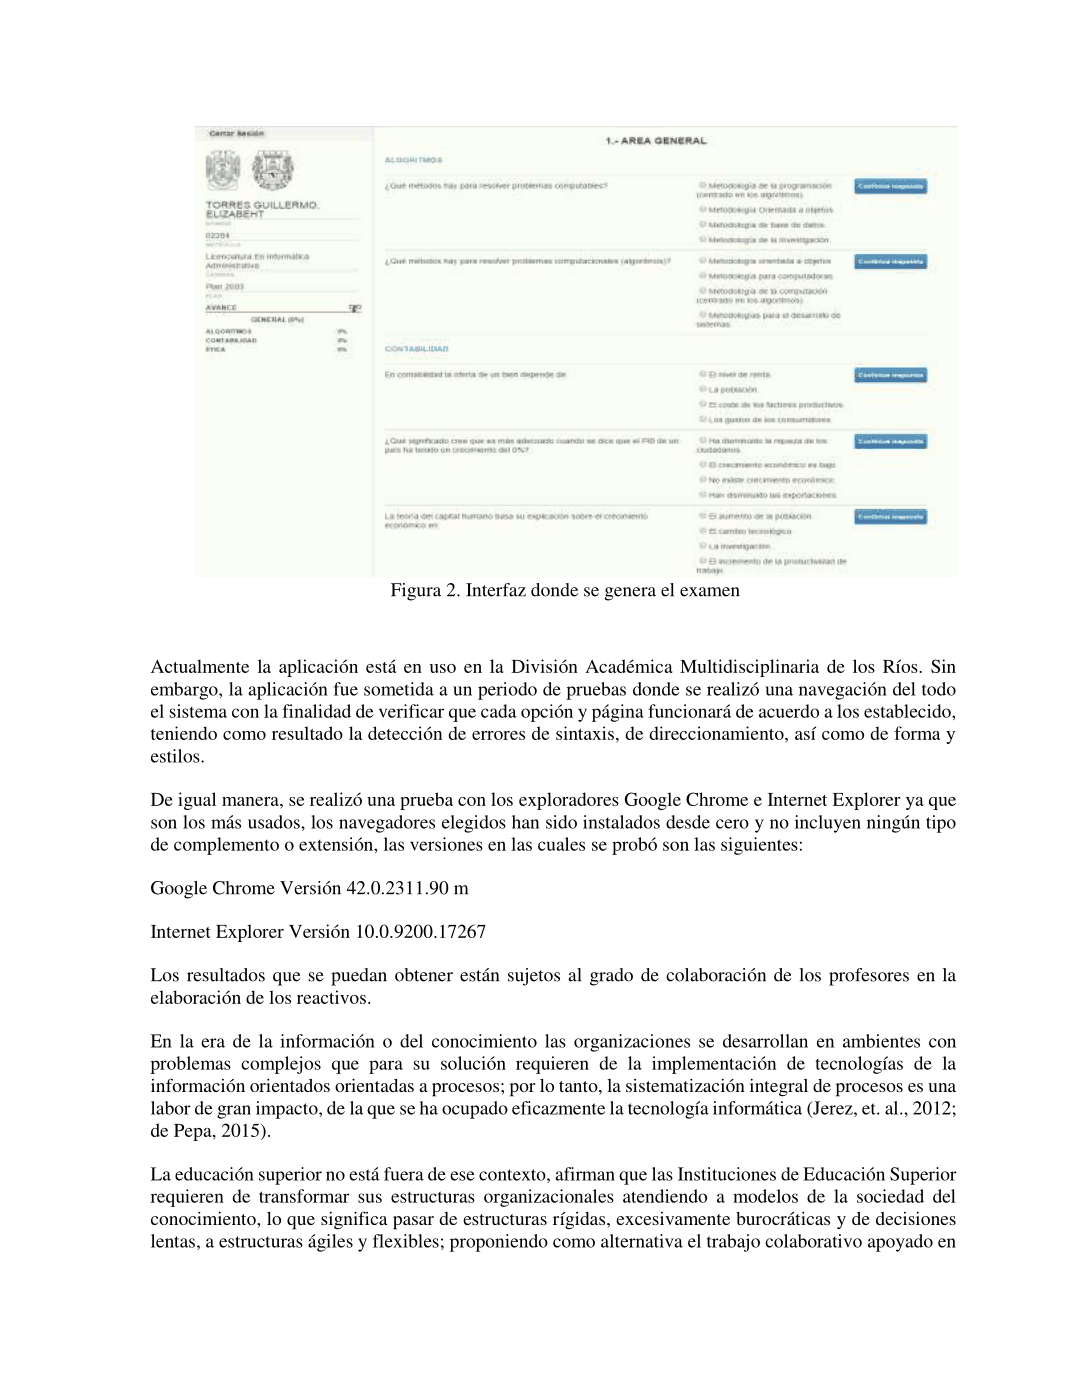 Cerrar Sesión
TORRES GUILLERMO,
ELIZABEHT
02204
Licenciatura En Informática
Administrativa
Plan 2003
PLAN
AVANCE
GENERAL (0%)
ALGORITMOS 0%
CONTABILIDAD 0%
ÉTICA 0%
1.- AREA GENERAL
ALGORITMOS
¿Qué métodos hay para resolver problemas computables?
Metodología de la programación
(centrado en los algoritmos)
Metodología Orientada a objetos
Metodología de base de datos
Metodología de la investigación
Confirmar respuesta
¿Qué métodos hay para resolver problemas computacionales (algoritmos)?
Metodología orientada a objetos
Metodología para computadoras
Metodología de la computación
(centrado en los algoritmos)
Metodologías para el desarrollo de
sistemas
Confirmar respuesta
CONTABILIDAD
En contabilidad la oferta de un bien depende de
El nivel de renta
La población
El coste de los factores productivos
Los gustos de los consumidores
Confirmar respuesta
¿Qué significado cree que es más adecuado cuando se dice que el PIB de un
país ha tenido un crecimiento del 0%?
Ha disminuido la riqueza de los
ciudadanos
El crecimiento económico es bajo
No existe crecimiento económico
Han disminuido las exportaciones
Confirmar respuesta
La teoría del capital humano basa su explicación sobre el crecimiento
económico en
El aumento de la población
El cambio tecnológico
La investigación
El incremento de la productividad de
trabajo
Confirmar respuesta
Figura 2. Interfaz donde se genera el examen
Actualmente la aplicación está en uso en la División Académica Multidisciplinaria de los Ríos. Sin
embargo, la aplicación fue sometida a un periodo de pruebas donde se realizó una navegación del todo
el sistema con la finalidad de verificar que cada opción y página funcionará de acuerdo a los establecido,
teniendo como resultado la detección de errores de sintaxis, de direccionamiento, así como de forma y
estilos.
De igual manera, se realizó una prueba con los exploradores Google Chrome e Internet Explorer ya que
son los más usados, los navegadores elegidos han sido instalados desde cero y no incluyen ningún tipo
de complemento o extensión, las versiones en las cuales se probó son las siguientes:
Google Chrome Versión 42.0.2311.90 m
Internet Explorer Versión 10.0.9200.17267
Los resultados que se puedan obtener están sujetos al grado de colaboración de los profesores en la
elaboración de los reactivos.
En la era de la información o del conocimiento las organizaciones se desarrollan en ambientes con
problemas complejos que para su solución requieren de la implementación de tecnologías de la
información orientados orientadas a procesos; por lo tanto, la sistematización integral de procesos es una
labor de gran impacto, de la que se ha ocupado eficazmente la tecnología informática (Jerez, et. al., 2012;
de Pepa, 2015).
La educación superior no está fuera de ese contexto, afirman que las Instituciones de Educación Superior
requieren de transformar sus estructuras organizacionales atendiendo a modelos de la sociedad del
conocimiento, lo que significa pasar de estructuras rígidas, excesivamente burocráticas y de decisiones
lentas, a estructuras ágiles y flexibles; proponiendo como alternativa el trabajo colaborativo apoyado en